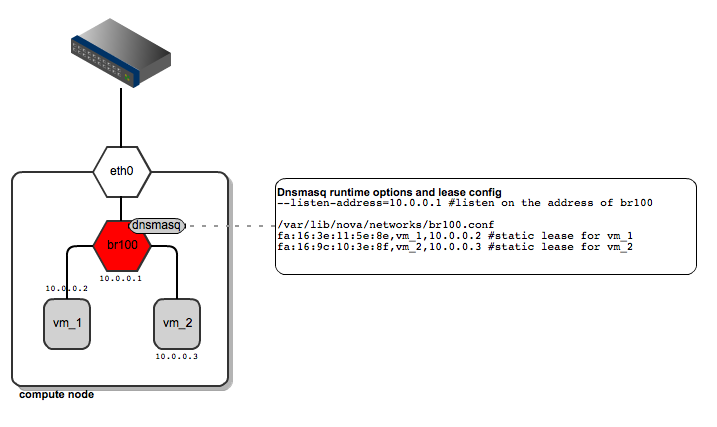 eth0
dnsmasq
br100
10.0.0.1
10.0.0.2
vm_1
vm_2
10.0.0.3
compute node
Dnsmasq runtime options and lease config
--listen-address=10.0.0.1 #listen on the address of br100
/var/lib/nova/networks/br100.conf
fa:16:3e:11:5e:8e,vm_1,10.0.0.2 #static lease for vm_1
fa:16:9c:10:3e:8f,vm_2,10.0.0.3 #static lease for vm_2